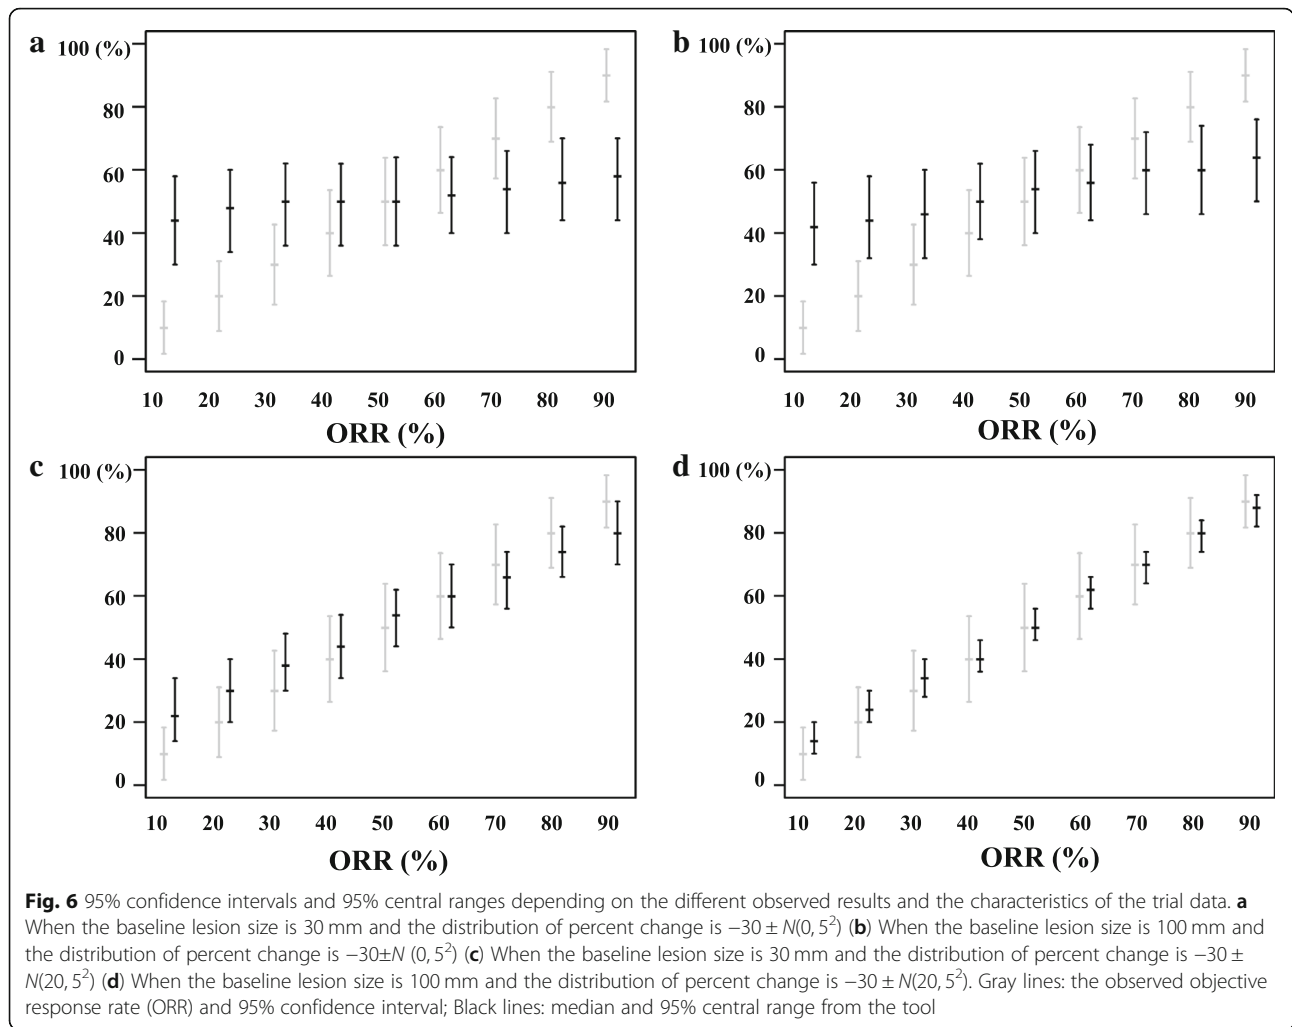 a
100 (%)
80
60
40
20
0
10 20 30 40 50 60 70 80 90
ORR (%)
b
100 (%)
80
60
40
20
0
10 20 30 40 50 60 70 80 90
ORR (%)
c
100 (%)
80
60
40
20
0
10 20 30 40 50 60 70 80 90
ORR (%)
d
100 (%)
80
60
40
20
0
10 20 30 40 50 60 70 80 90
ORR (%)
Fig. 6 95% confidence intervals and 95% central ranges depending on the different observed results and the characteristics of the trial data. a
When the baseline lesion size is 30 mm and the distribution of percent change is −30 ± N(0, 5²) (b) When the baseline lesion size is 100 mm and
the distribution of percent change is −30±N (0, 5²) (c) When the baseline lesion size is 30 mm and the distribution of percent change is −30 ±
N(20, 5²) (d) When the baseline lesion size is 100 mm and the distribution of percent change is −30 ± N(20, 5²). Gray lines: the observed objective
response rate (ORR) and 95% confidence interval; Black lines: median and 95% central range from the tool